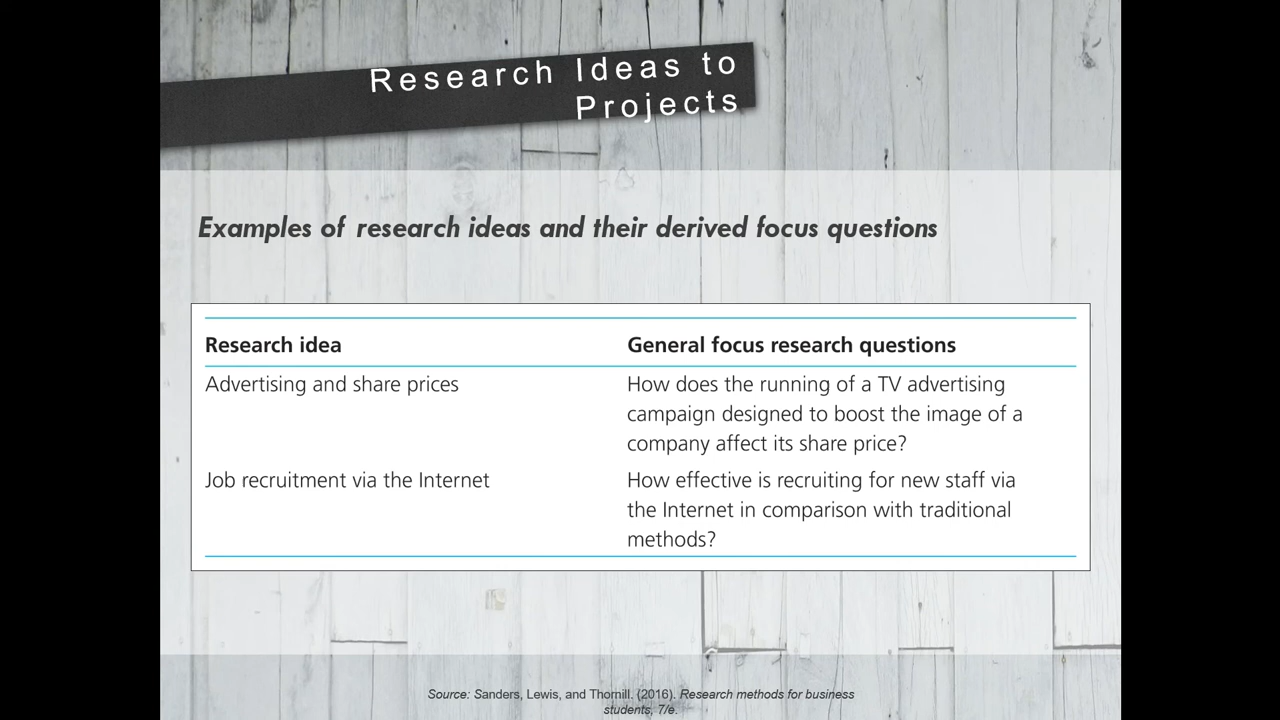 Research Ideas to
Projects
Examples of research ideas and their derived focus questions
Research idea
General focus research questions
Advertising and share prices
How does the running of a TV advertising
campaign designed to boost the image of a
company affect its share price?
Job recruitment via the Internet
How effective is recruiting for new staff via
the Internet in comparison with traditional
methods?
Source: Sanders, Lewis, and Thornill. (2016). Research methods for business
students, 7/e.